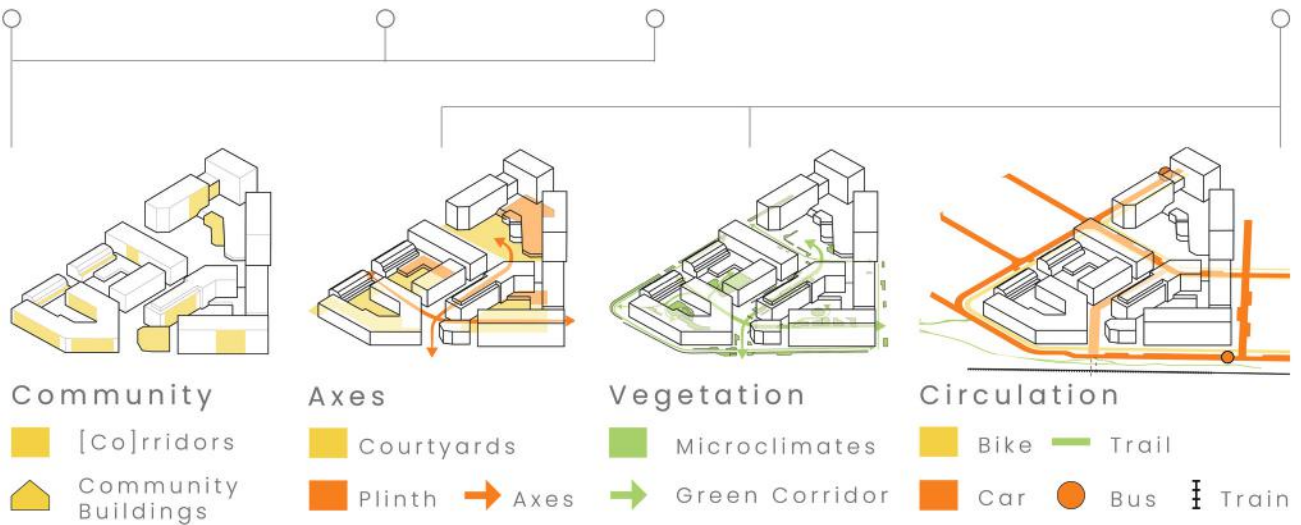 Community
[Co]rridors
Community
Buildings
Axes
Courtyards
Plinth
Axes
Vegetation
Microclimates
Green Corridor
Circulation
Bike
Trail
Car
Bus
Train